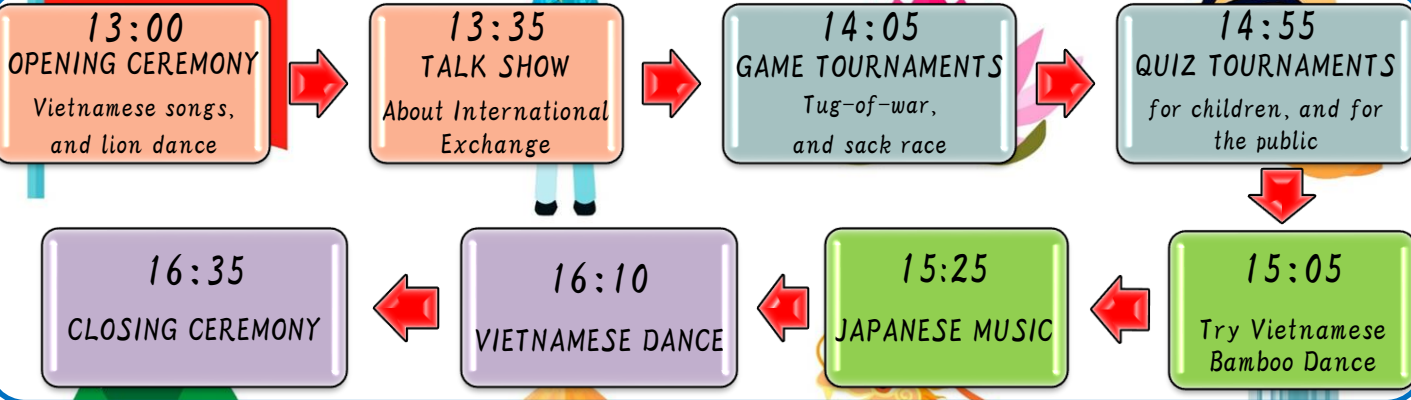 13:00
OPENING CEREMONY
Vietnamese songs,
and lion dance
13:35
TALK SHOW
About International
Exchange
14:05
GAME TOURNAMENTS
Tug-of-war,
and sack race
14:55
QUIZ TOURNAMENTS
for children, and for
the public
15:05
Try Vietnamese
Bamboo Dance
15:25
JAPANESE MUSIC
16:10
VIETNAMESE DANCE
16:35
CLOSING CEREMONY